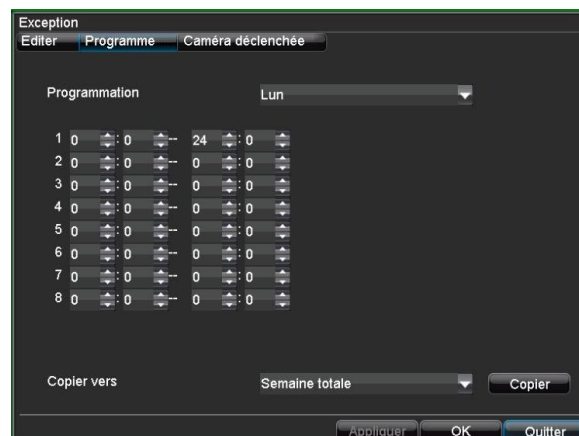 Exception
Editer Programme Caméra déclenchée
Programmation Lun
1 0 : 0 -- 24 : 0
2 0 : 0 -- 0 : 0
3 0 : 0 -- 0 : 0
4 0 : 0 -- 0 : 0
5 0 : 0 -- 0 : 0
6 0 : 0 -- 0 : 0
7 0 : 0 -- 0 : 0
8 0 : 0 -- 0 : 0
Copier vers Semaine totale Copier
Appliquer OK Quitter